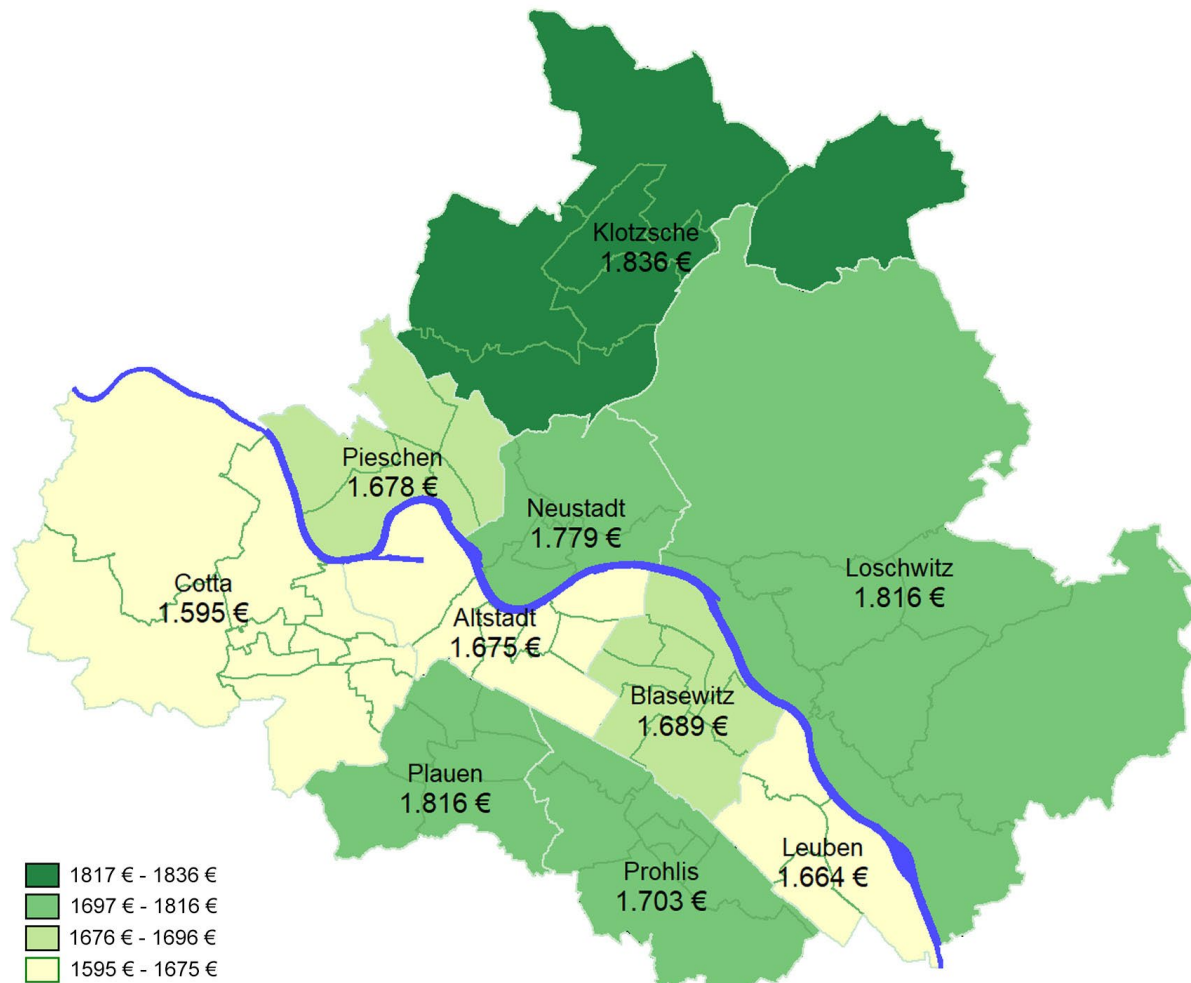 Klotzsche
1.836 €
Pieschen
1.678 €
Neustadt
1.779 €
Loschwitz
1.816 €
Cotta
1.595 €
Altstadt
1.675 €
Blasewitz
1.689 €
Plauen
1.816 €
Leuben
1.664 €
Prohlis
1.703 €
1817 € - 1836 €
1697 € - 1816 €
1676 € - 1696 €
1595 € - 1675 €